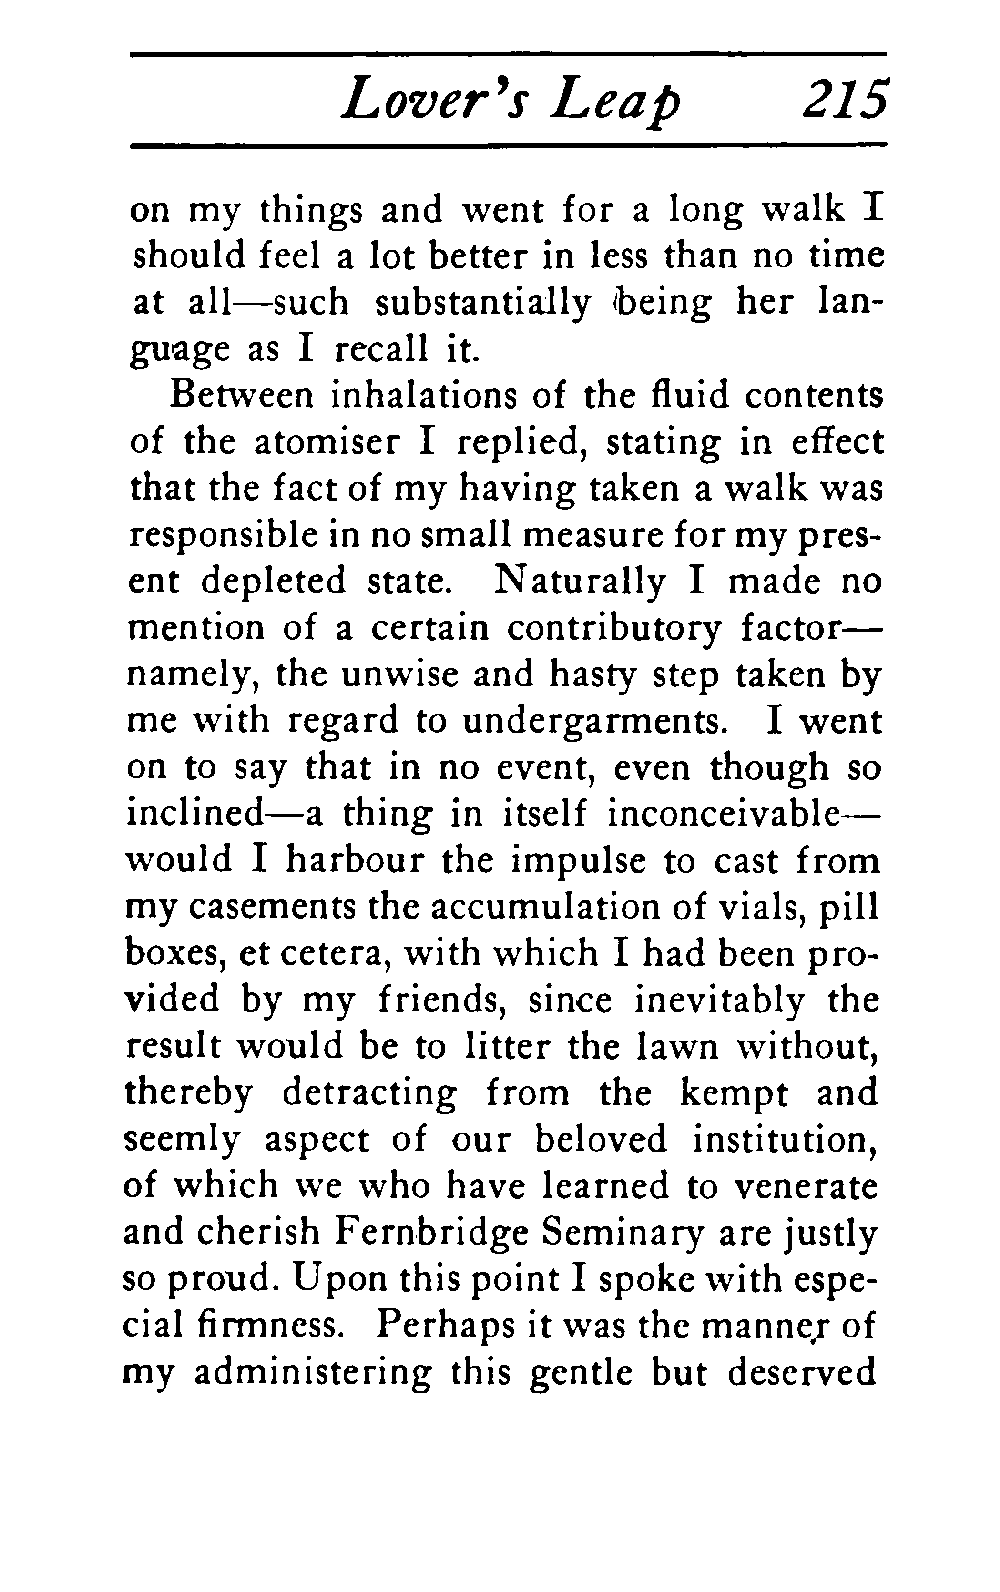 Lover's Leap 215
on my things and went for a long walk I
should feel a lot better in less than no time
at all—such substantially being her lan-
guage as I recall it.
Between inhalations of the fluid contents
of the atomiser I replied, stating in effect
that the fact of my having taken a walk was
responsible in no small measure for my pres-
ent depleted state. Naturally I made no
mention of a certain contributory factor—
namely, the unwise and hasty step taken by
me with regard to undergarments. I went
on to say that in no event, even though so
inclined—a thing in itself inconceivable—
would I harbour the impulse to cast from
my casements the accumulation of vials, pill
boxes, et cetera, with which I had been pro-
vided by my friends, since inevitably the
result would be to litter the lawn without,
thereby detracting from the kempt and
seemly aspect of our beloved institution,
of which we who have learned to venerate
and cherish Fernbridge Seminary are justly
so proud. Upon this point I spoke with espe-
cial firmness. Perhaps it was the manner of
my administering this gentle but deserved